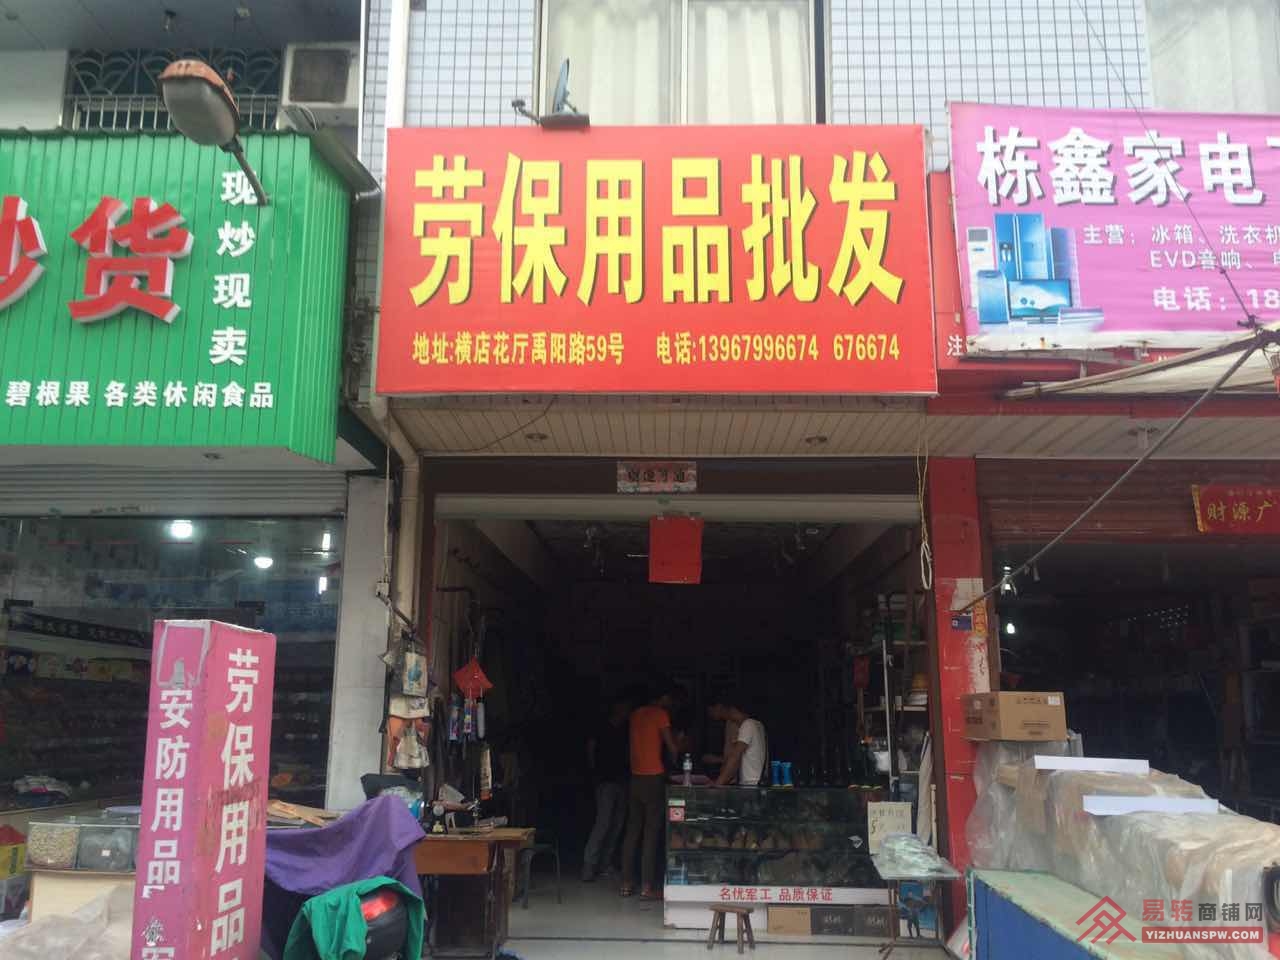 炒货
现炒现卖
碧根果 各类休闲食品
劳保用品批发
地址:横店花厅禹阳路59号 电话:13967996674 676674
栋鑫家电
主营: 冰箱、洗衣机
EVD音响、
电话: 18
注
财源广
劳保用品
安防用品
名优军工 品质保证
易转商铺网
YIZHUANSPW.COM